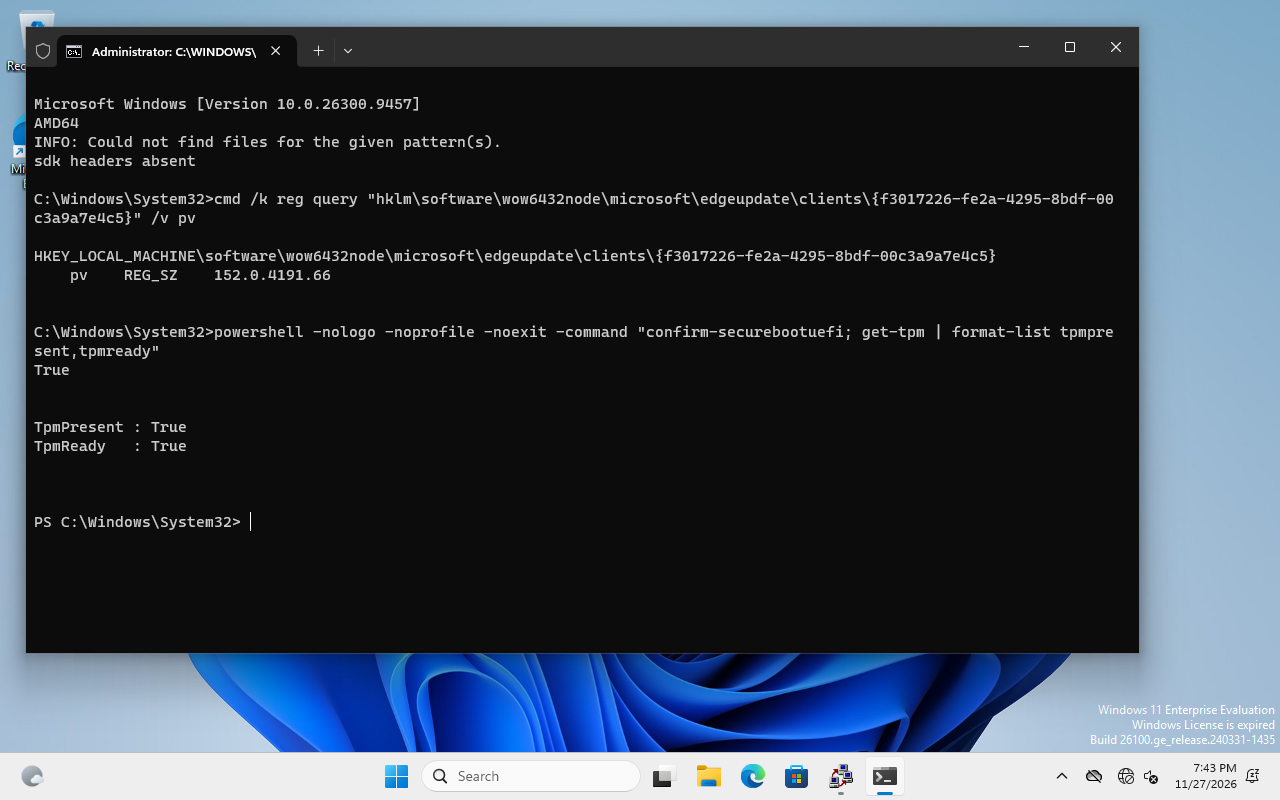 Administrator: C:\WINDOWS\
Microsoft Windows [Version 10.0.26300.9457]
AMD64
INFO: Could not find files for the given pattern(s).
sdk headers absent
C:\Windows\System32>cmd /k reg query "hklm\software\wow6432node\microsoft\edgeupdate\clients\{f3017226-fe2a-4295-8bdf-00
c3a9a7e4c5}" /v pv
HKEY_LOCAL_MACHINE\software\wow6432node\microsoft\edgeupdate\clients\{f3017226-fe2a-4295-8bdf-00c3a9a7e4c5}
pv    REG_SZ    152.0.4191.66
C:\Windows\System32>powershell -nologo -noprofile -noexit -command "confirm-securebootuefi; get-tpm | format-list tpmpre
sent,tpmready"
True
TpmPresent : True
TpmReady   : True
PS C:\Windows\System32>
Windows 11 Enterprise Evaluation
Windows License is expired
Build 26100.ge_release.240331-1435
Search
7:43 PM
11/27/2026